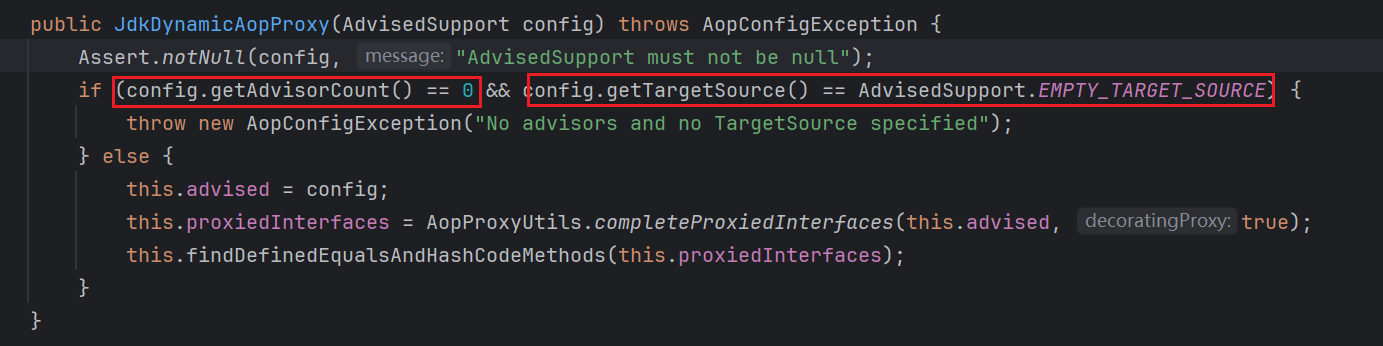 public JdkDynamicAopProxy(AdvisedSupport config) throws AopConfigException {
    Assert.notNull(config, message: "AdvisedSupport must not be null");
    if (config.getAdvisorCount() == 0 && config.getTargetSource() == AdvisedSupport.EMPTY_TARGET_SOURCE) {
        throw new AopConfigException("No advisors and no TargetSource specified");
    } else {
        this.advised = config;
        this.proxiedInterfaces = AopProxyUtils.completeProxiedInterfaces(this.advised, decoratingProxy: true);
        this.findDefinedEqualsAndHashCodeMethods(this.proxiedInterfaces);
    }
}